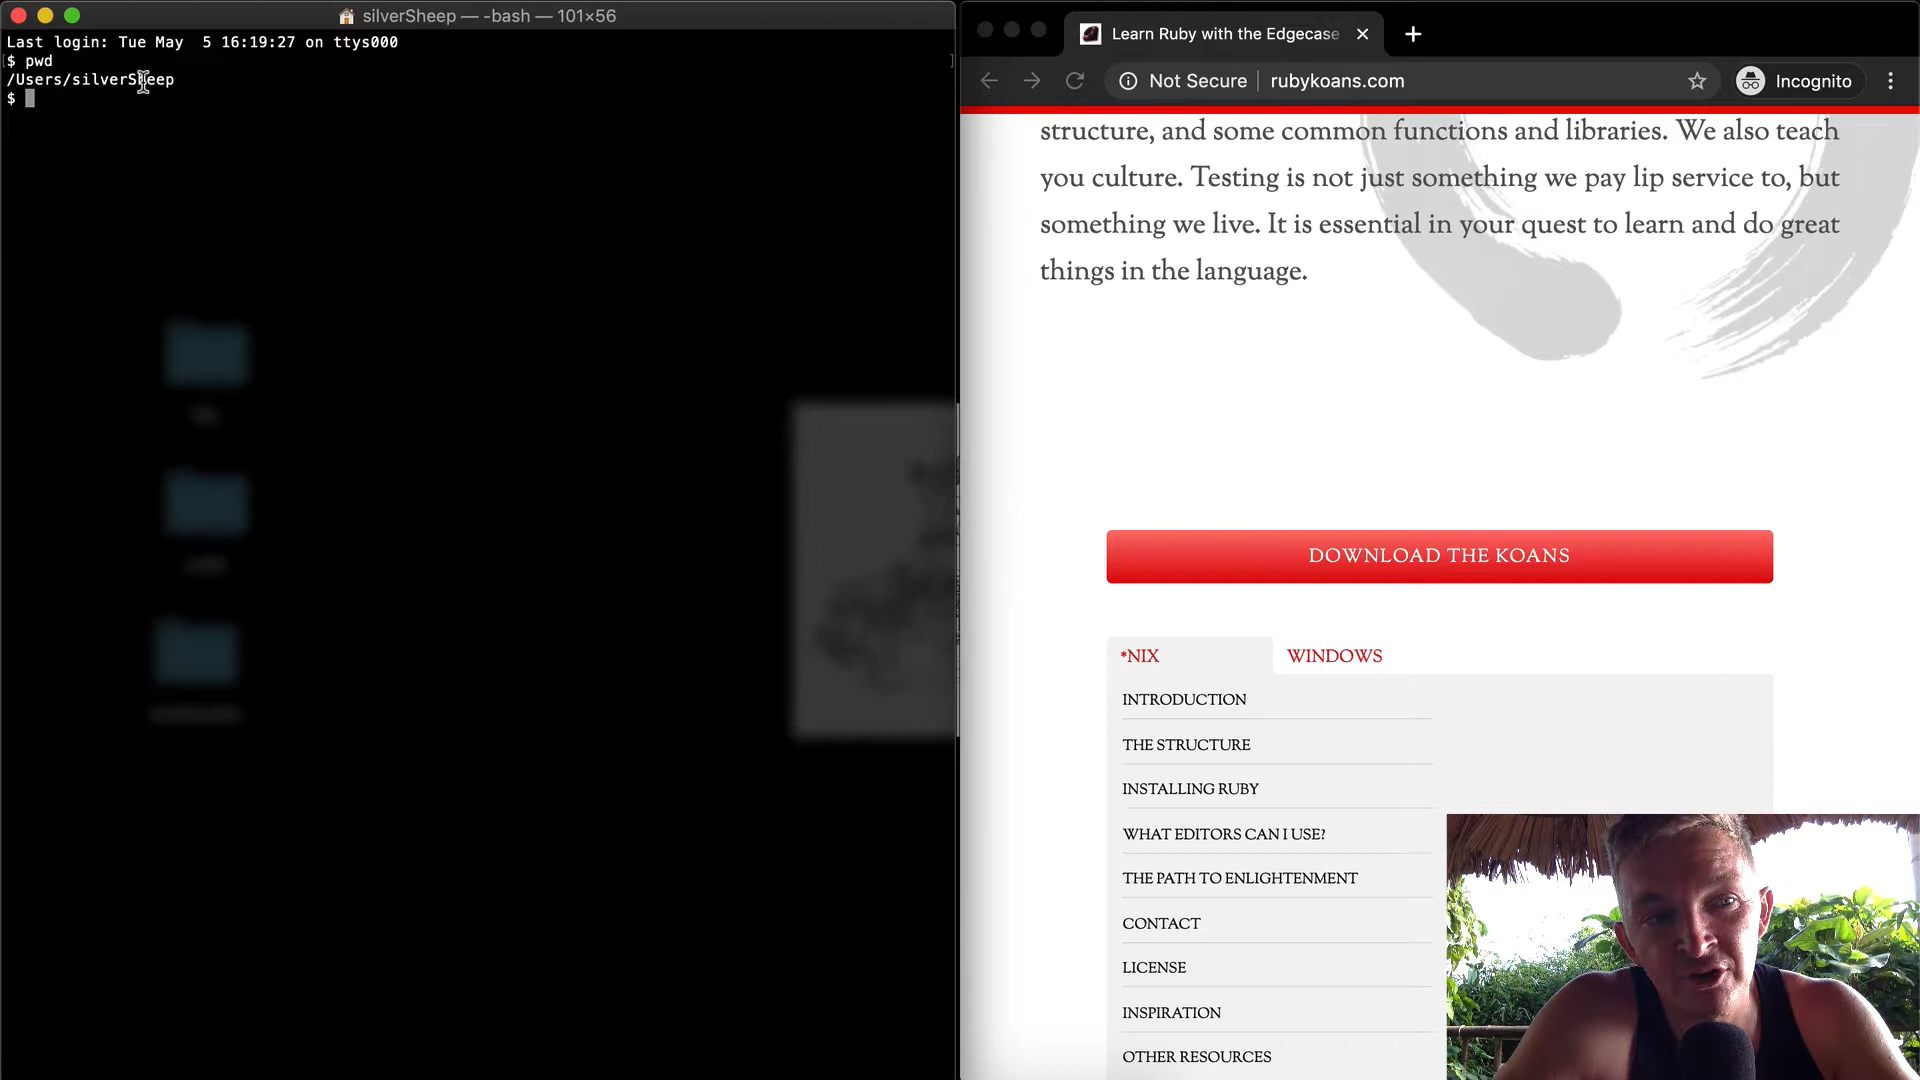 silverSheep — -bash — 101×56
Last login: Tue May  5 16:19:27 on ttys000
$ pwd
/Users/silverSheep
$
Learn Ruby with the Edgecase
Not Secure
rubykoans.com
Incognito
structure, and some common functions and libraries. We also teach
you culture. Testing is not just something we pay lip service to, but
something we live. It is essential in your quest to learn and do great
things in the language.
DOWNLOAD THE KOANS
*NIX
WINDOWS
INTRODUCTION
THE STRUCTURE
INSTALLING RUBY
WHAT EDITORS CAN I USE?
THE PATH TO ENLIGHTENMENT
CONTACT
LICENSE
INSPIRATION
OTHER RESOURCES